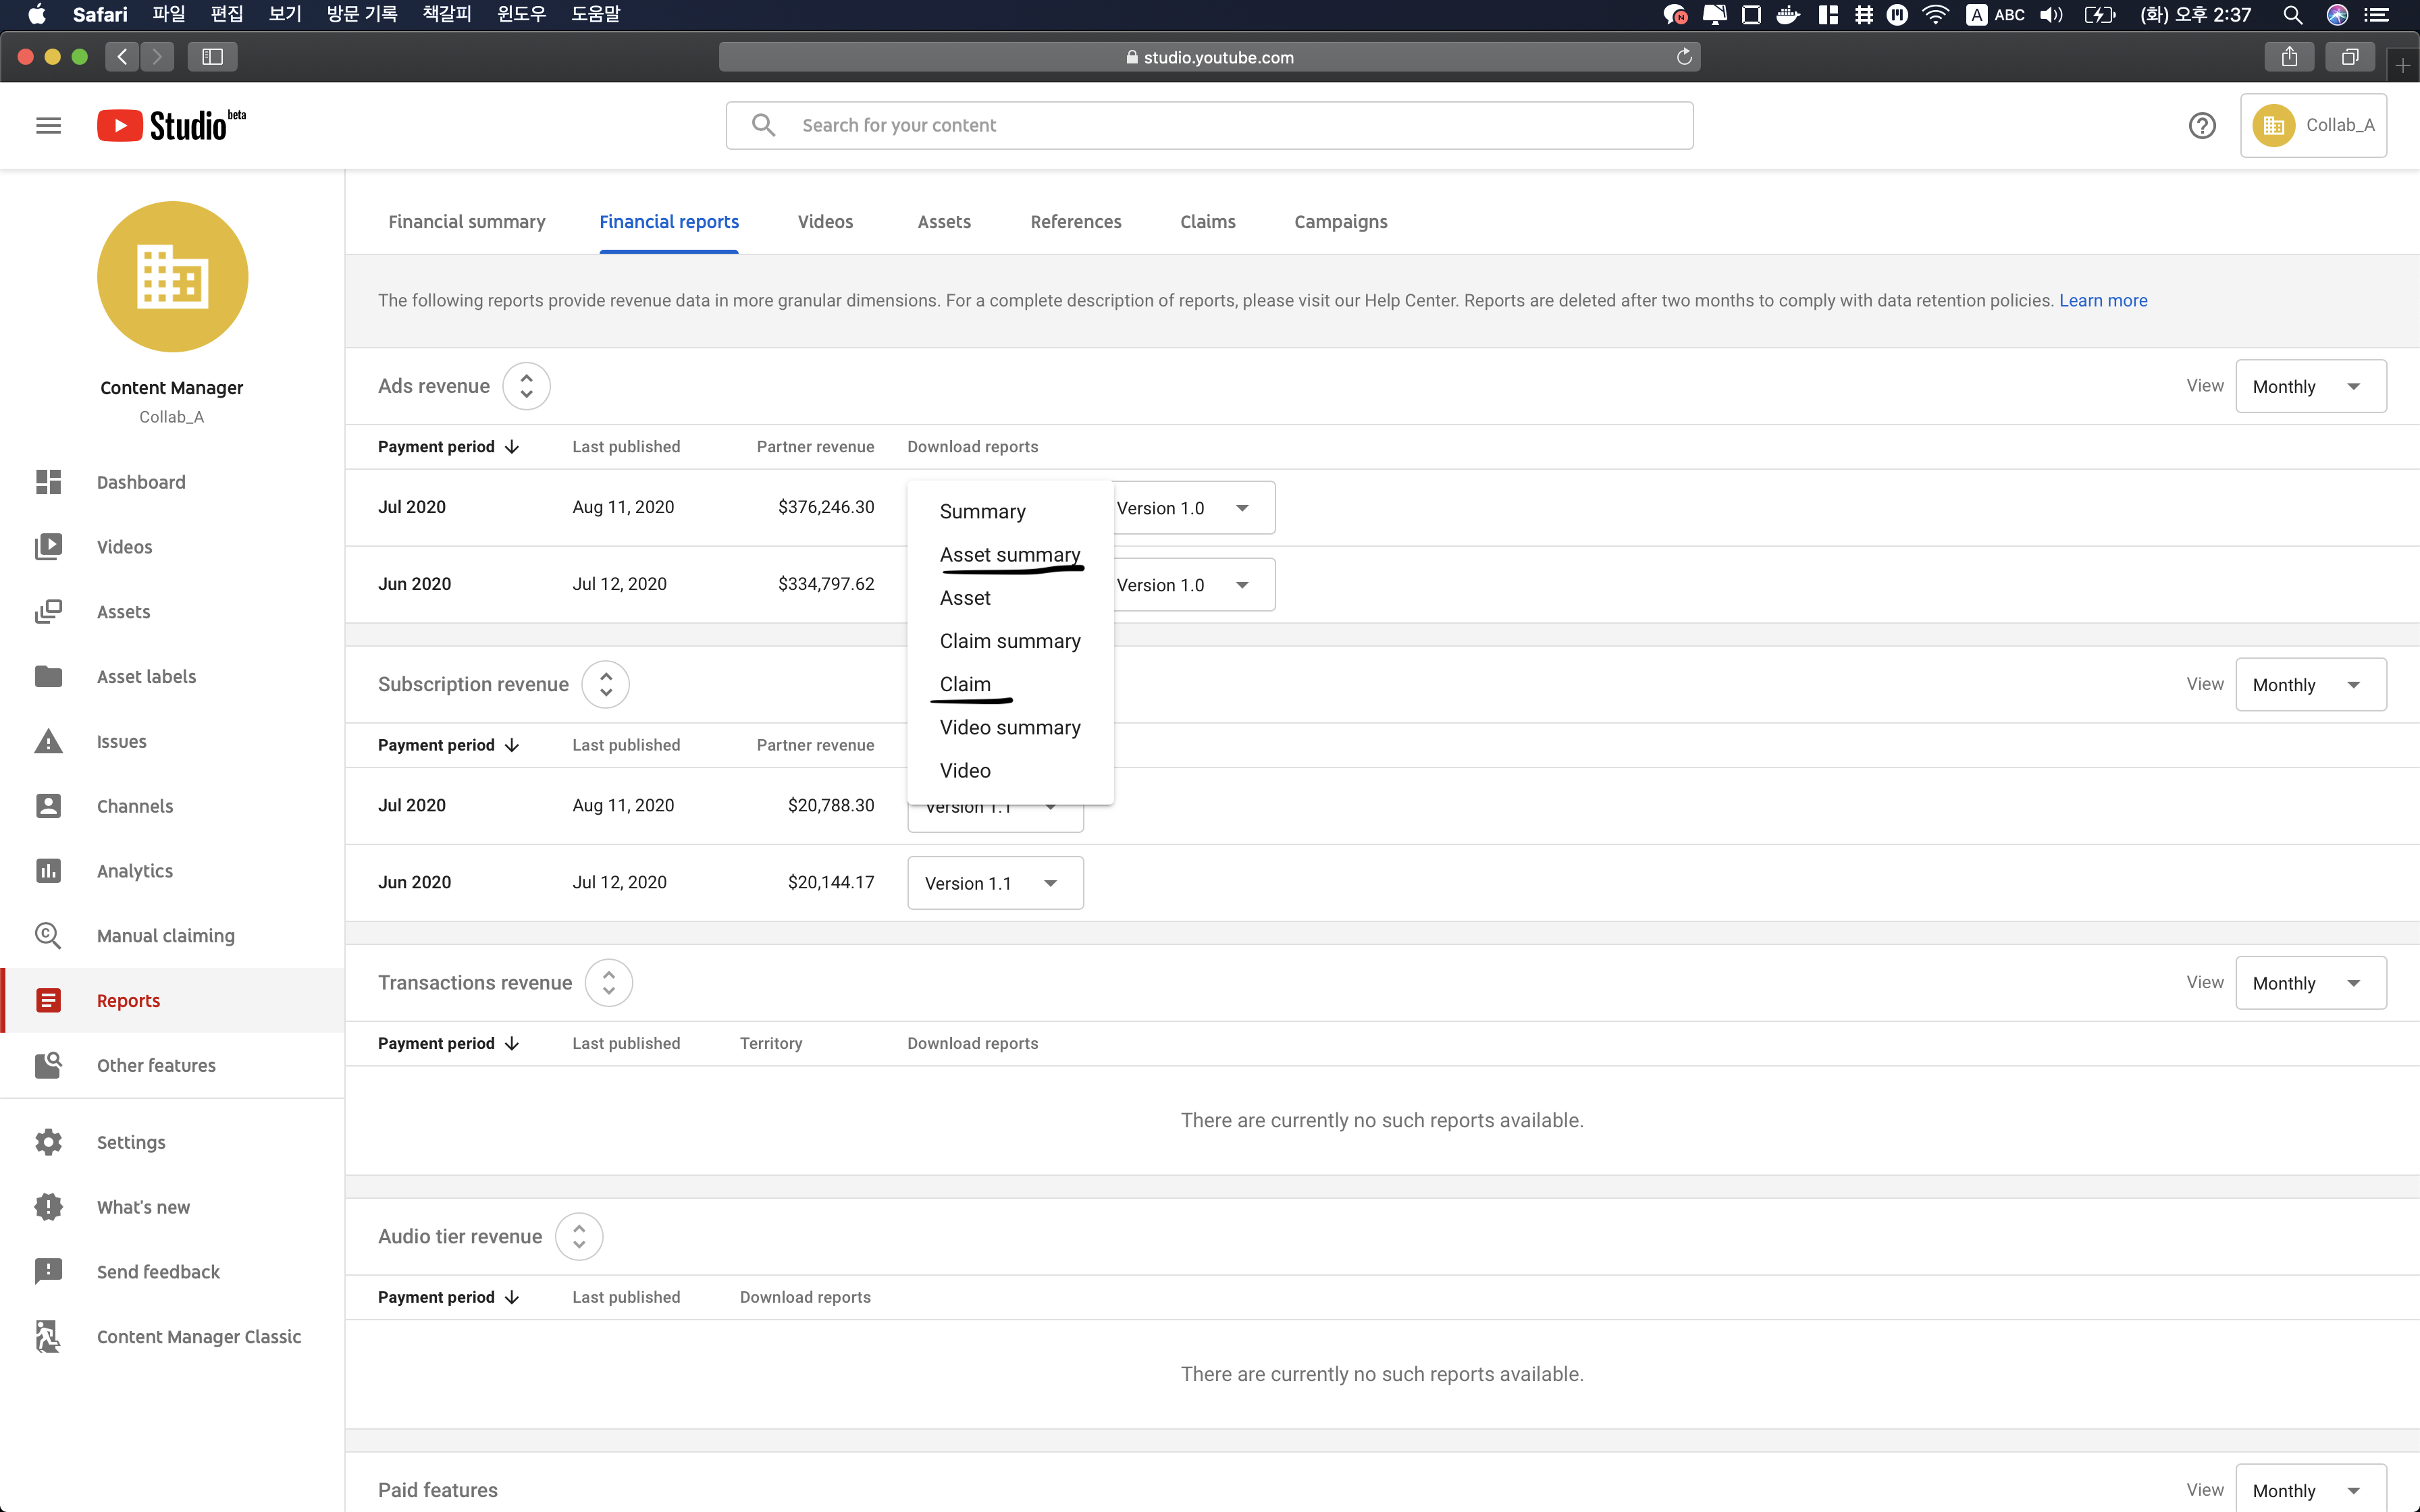 Safari 파일 편집 보기 방문 기록 책갈피 윈도우 도움말 A ABC (화) 오후 2:37
studio.youtube.com
Studio beta
Search for your content
Collab_A
Content Manager
Collab_A
Dashboard
Videos
Assets
Asset labels
Issues
Channels
Analytics
Manual claiming
Reports
Other features
Settings
What's new
Send feedback
Content Manager Classic
Financial summary Financial reports Videos Assets References Claims Campaigns
The following reports provide revenue data in more granular dimensions. For a complete description of reports, please visit our Help Center. Reports are deleted after two months to comply with data retention policies. Learn more
Ads revenue View Monthly
Payment period Last published Partner revenue Download reports
Jul 2020 Aug 11, 2020 $376,246.30 Version 1.0
Jun 2020 Jul 12, 2020 $334,797.62 Version 1.0
Summary
Asset summary
Asset
Claim summary
Claim
Video summary
Video
Subscription revenue View Monthly
Payment period Last published Partner revenue
Jul 2020 Aug 11, 2020 $20,788.30 Version 1.1
Jun 2020 Jul 12, 2020 $20,144.17 Version 1.1
Transactions revenue View Monthly
Payment period Last published Territory Download reports
There are currently no such reports available.
Audio tier revenue
Payment period Last published Download reports
There are currently no such reports available.
Paid features View Monthly